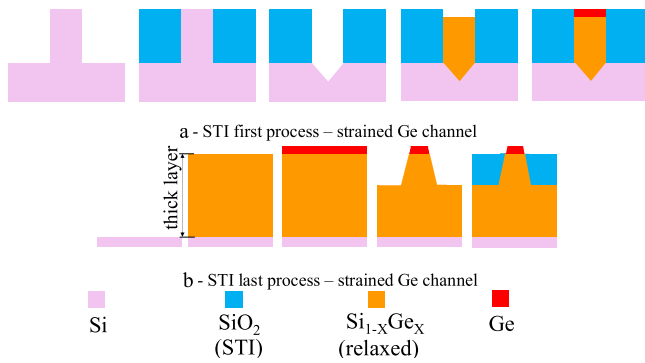 a - STI first process – strained Ge channel
thick layer
b - STI last process – strained Ge channel
Si
SiO₂
(STI)
Si₁₋ₓGeₓ
(relaxed)
Ge